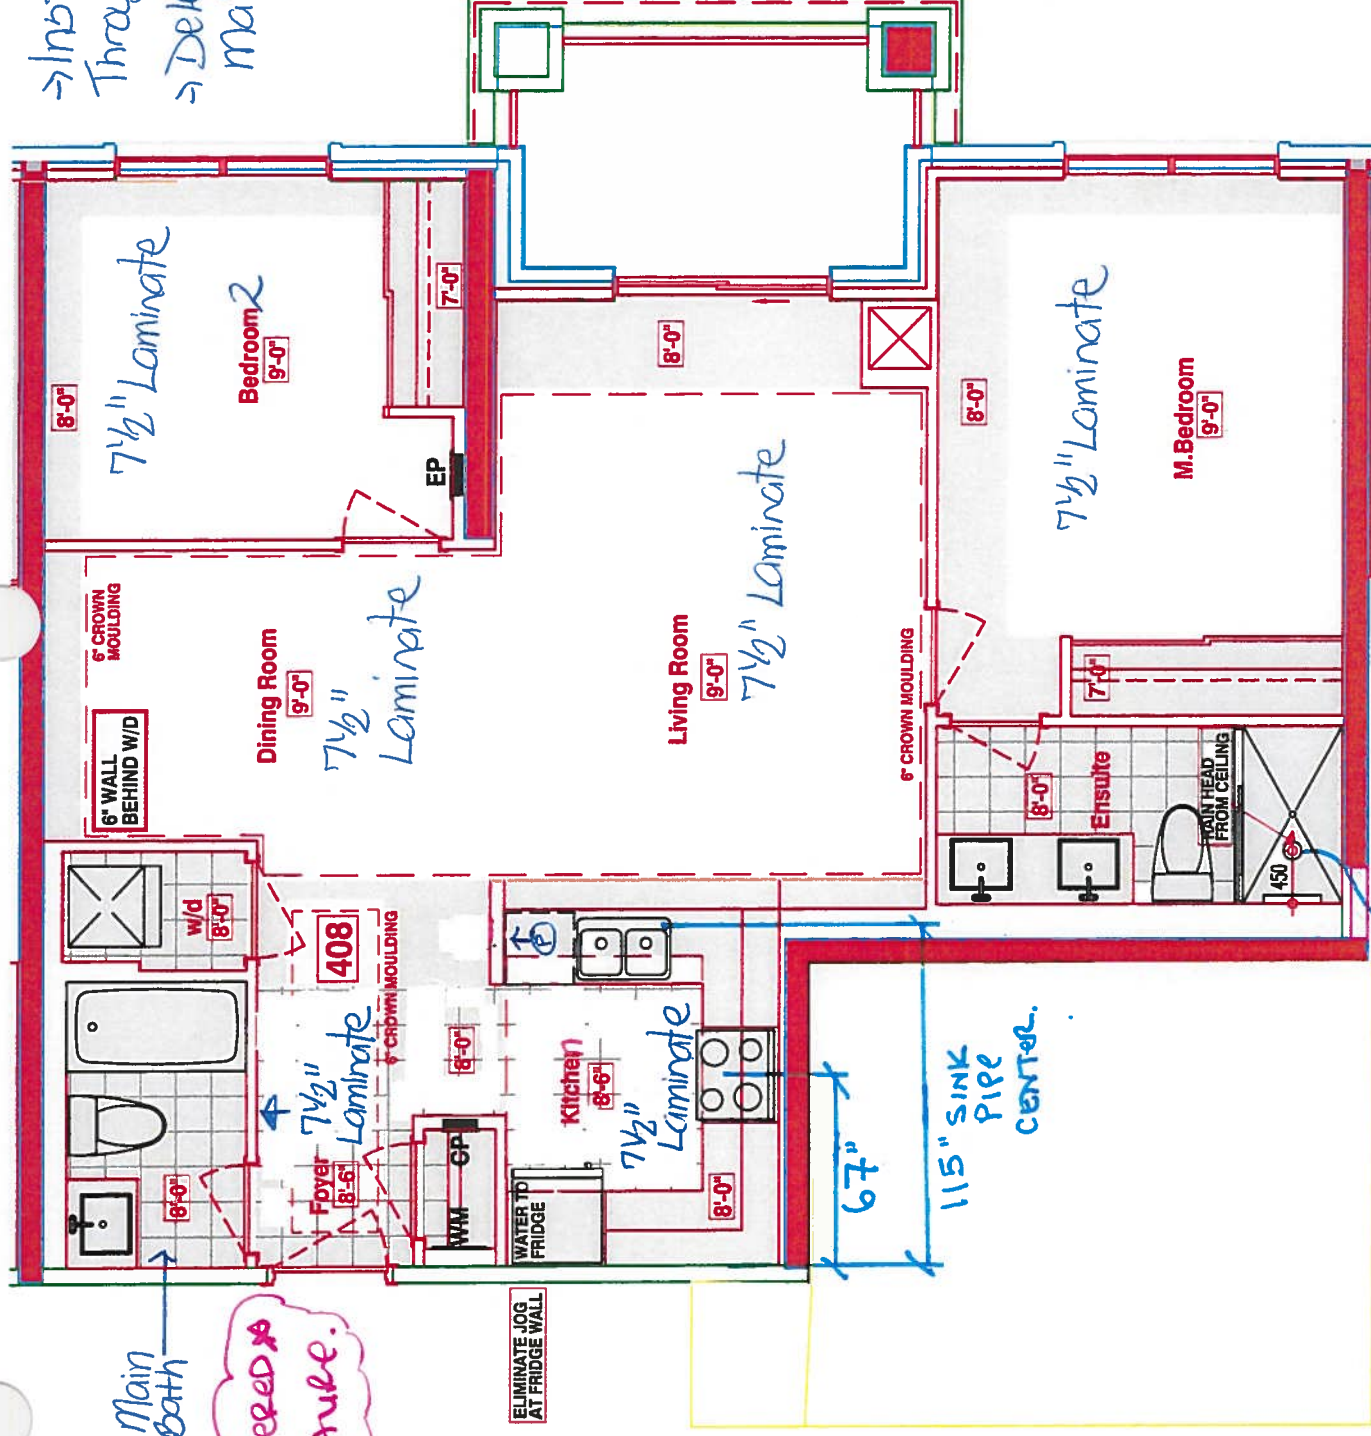 Main
Bath
8'-0"
w/d
8'-0"
6" WALL
BEHIND W/D
6" CROWN
MOULDING
8'-0"
7½" Laminate
Bedroom 2
9'-0"
7'-0"
EP
Foyer
8'-6"
7½"
Laminate
408
6" CROWN MOULDING
Dining Room
9'-0"
7½"
Laminate
WM
CP
8'-0"
ELIMINATE JOG
AT FRIDGE WALL
WATER TO
FRIDGE
Kitchen
8'-6"
7½"
Laminate
P
8'-0"
Living Room
9'-0"
7½" Laminate
8'-0"
6" CROWN MOULDING
67"
115" SINK
PIPE
CENTER.
8'-0"
Ensuite
RAIN HEAD
FROM CEILING
450
7'-0"
8'-0"
7½" Laminate
M.Bedroom
9'-0"